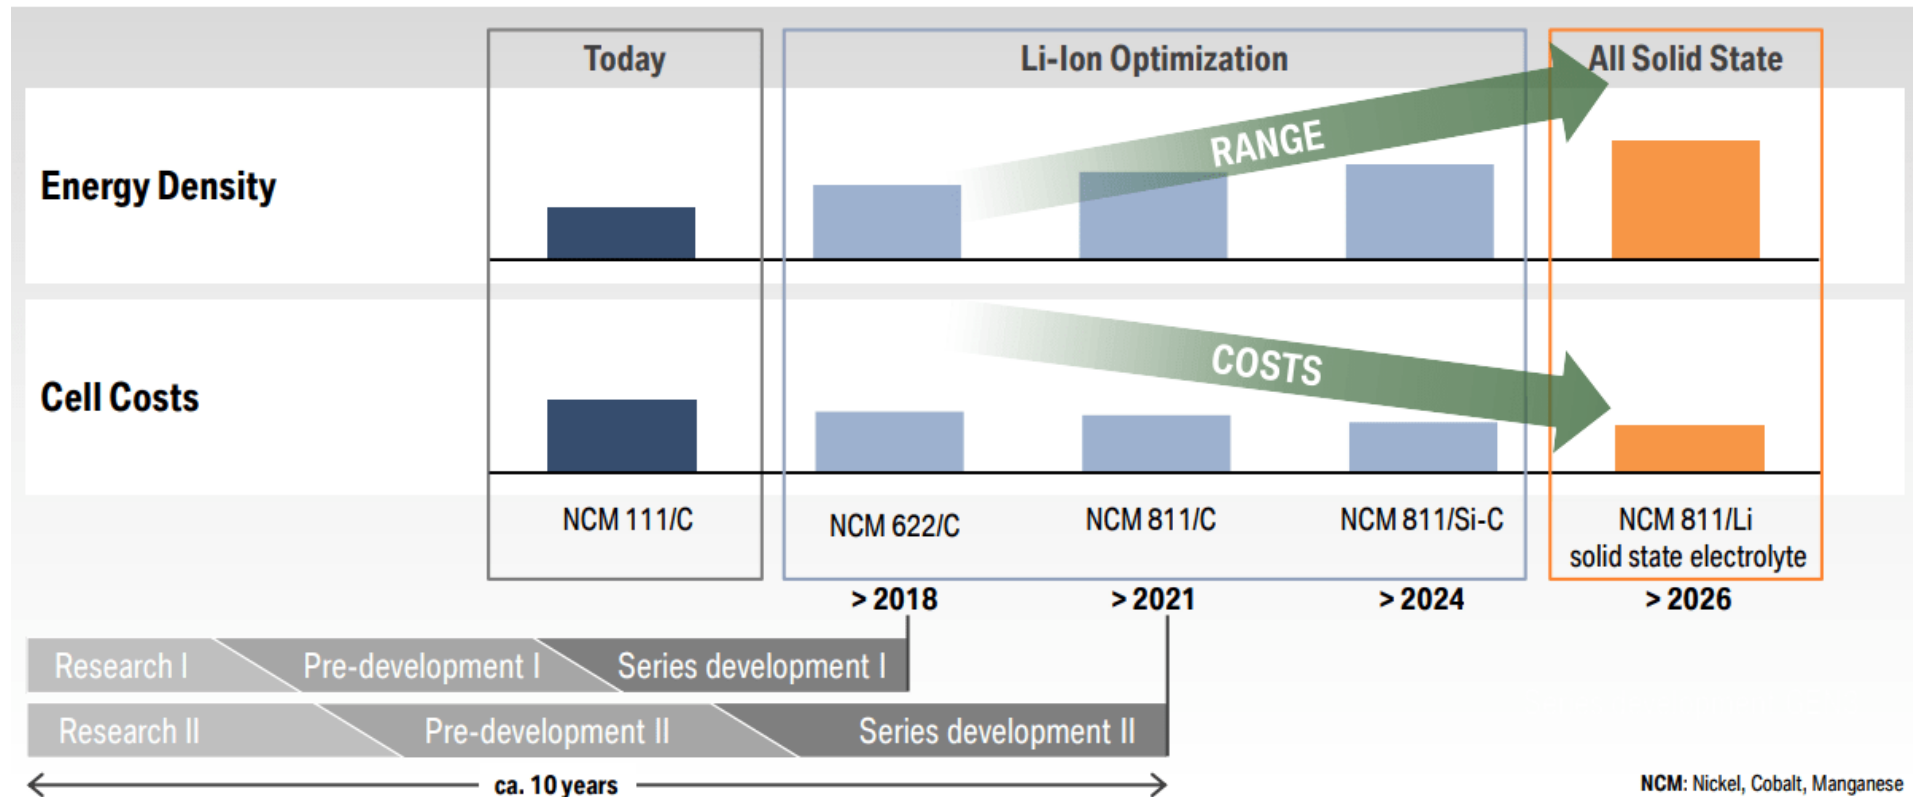 Today
Li-Ion Optimization
All Solid State
Energy Density
RANGE
Cell Costs
COSTS
NCM 111/C
NCM 622/C
NCM 811/C
NCM 811/Si-C
NCM 811/Li
solid state electrolyte
> 2018
> 2021
> 2024
> 2026
Research I
Pre-development I
Series development I
Research II
Pre-development II
Series development II
ca. 10 years
NCM: Nickel, Cobalt, Manganese